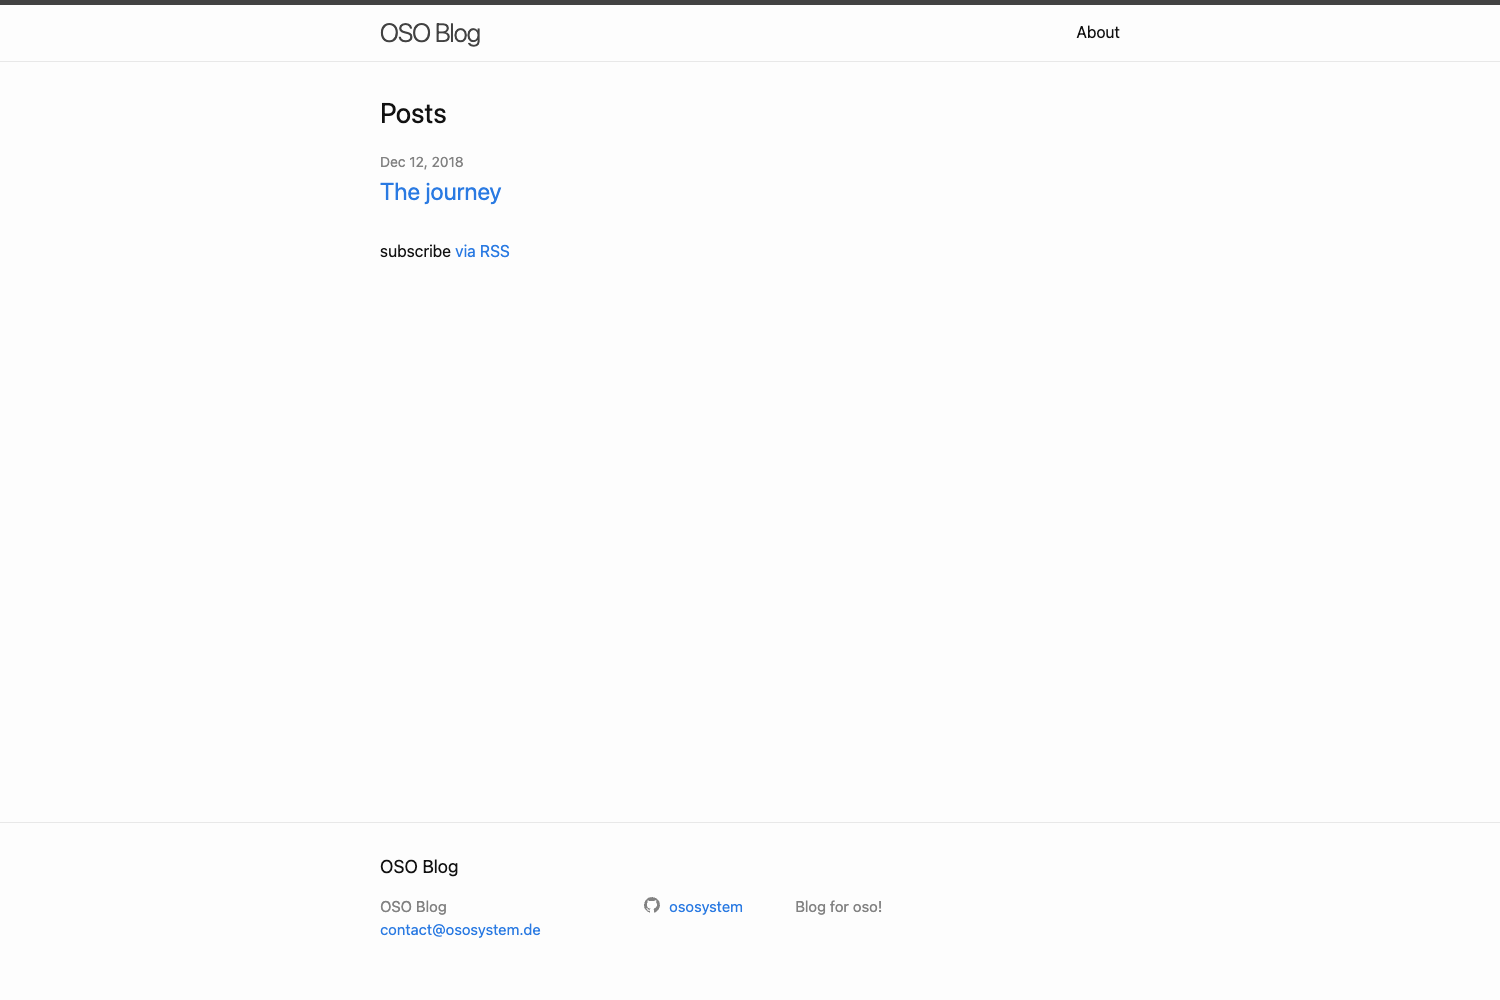 OSO Blog
About
Posts
Dec 12, 2018
The journey
subscribe via RSS
OSO Blog
OSO Blog
contact@ososystem.de
ososystem
Blog for oso!